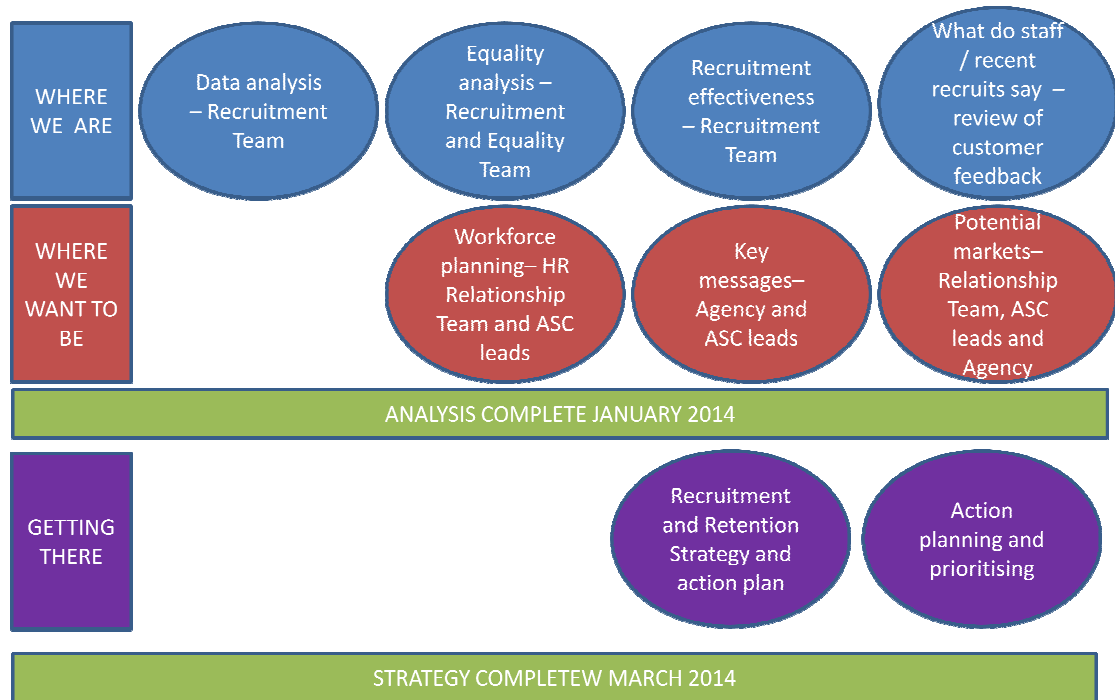 WHERE
WE ARE
Data analysis
– Recruitment
Team
Equality
analysis –
Recruitment
and Equality
Team
Recruitment
effectiveness
– Recruitment
Team
What do staff
/ recent
recruits say –
review of
customer
feedback
WHERE
WE
WANT TO
BE
Workforce
planning– HR
Relationship
Team and ASC
leads
Key
messages–
Agency and
ASC leads
Potential
markets–
Relationship
Team, ASC
leads and
Agency
ANALYSIS COMPLETE JANUARY 2014
GETTING
THERE
Recruitment
and Retention
Strategy and
action plan
Action
planning and
prioritising
STRATEGY COMPLETEW MARCH 2014